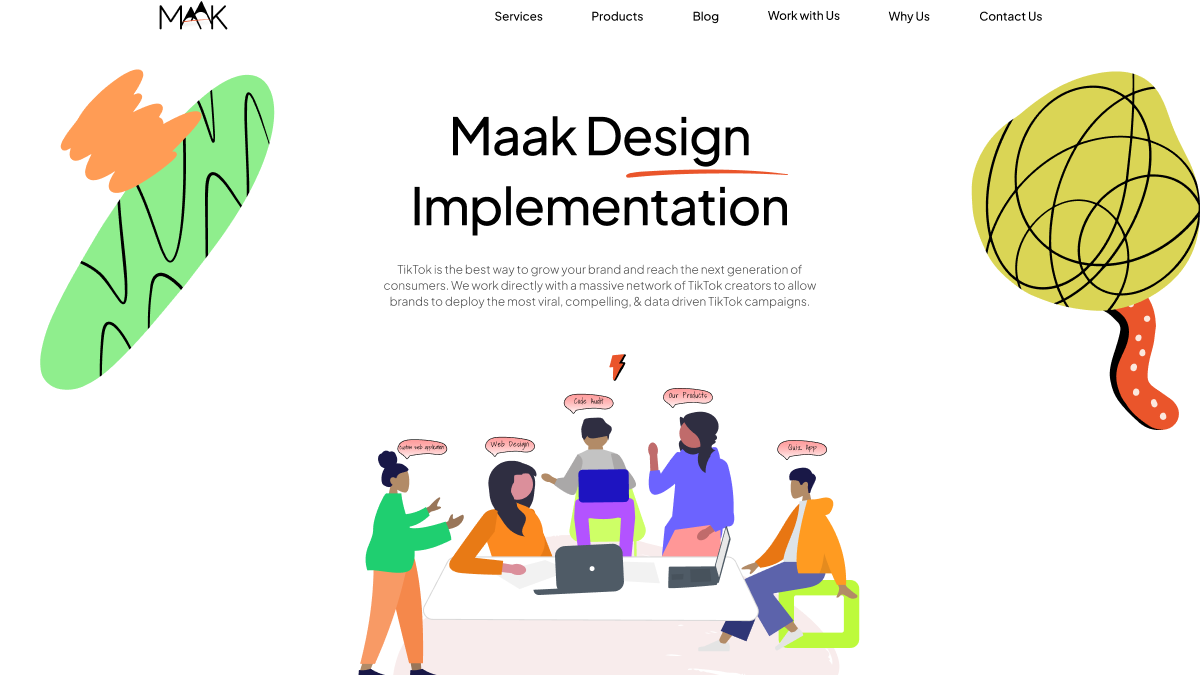 MAAK
Services
Products
Blog
Work with Us
Why Us
Contact Us
Maak Design
Implementation
TikTok is the best way to grow your brand and reach the next generation of
consumers. We work directly with a massive network of TikTok creators to allow
brands to deploy the most viral, compelling, & data driven TikTok campaigns.
Code Audit
Our Products
Custom web application
Web Design
Quiz App